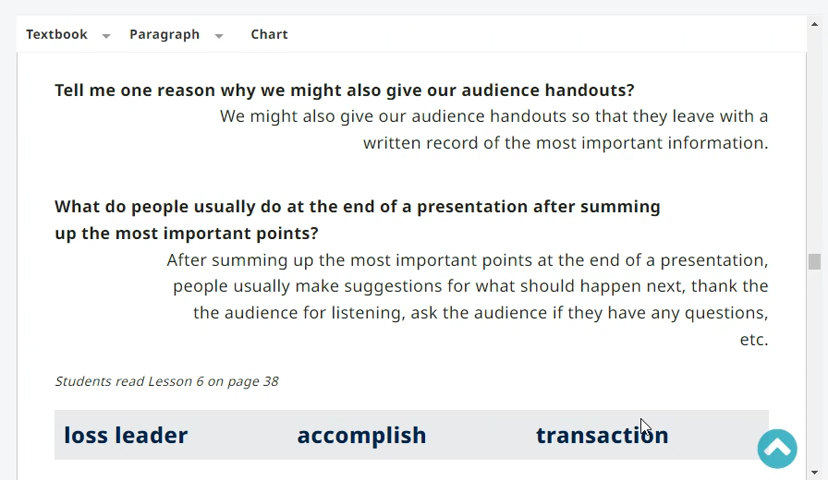 Textbook Paragraph Chart
Tell me one reason why we might also give our audience handouts?
We might also give our audience handouts so that they leave with a
written record of the most important information.
What do people usually do at the end of a presentation after summing
up the most important points?
After summing up the most important points at the end of a presentation,
people usually make suggestions for what should happen next, thank the
the audience for listening, ask the audience if they have any questions,
etc.
Students read Lesson 6 on page 38
loss leader accomplish transaction